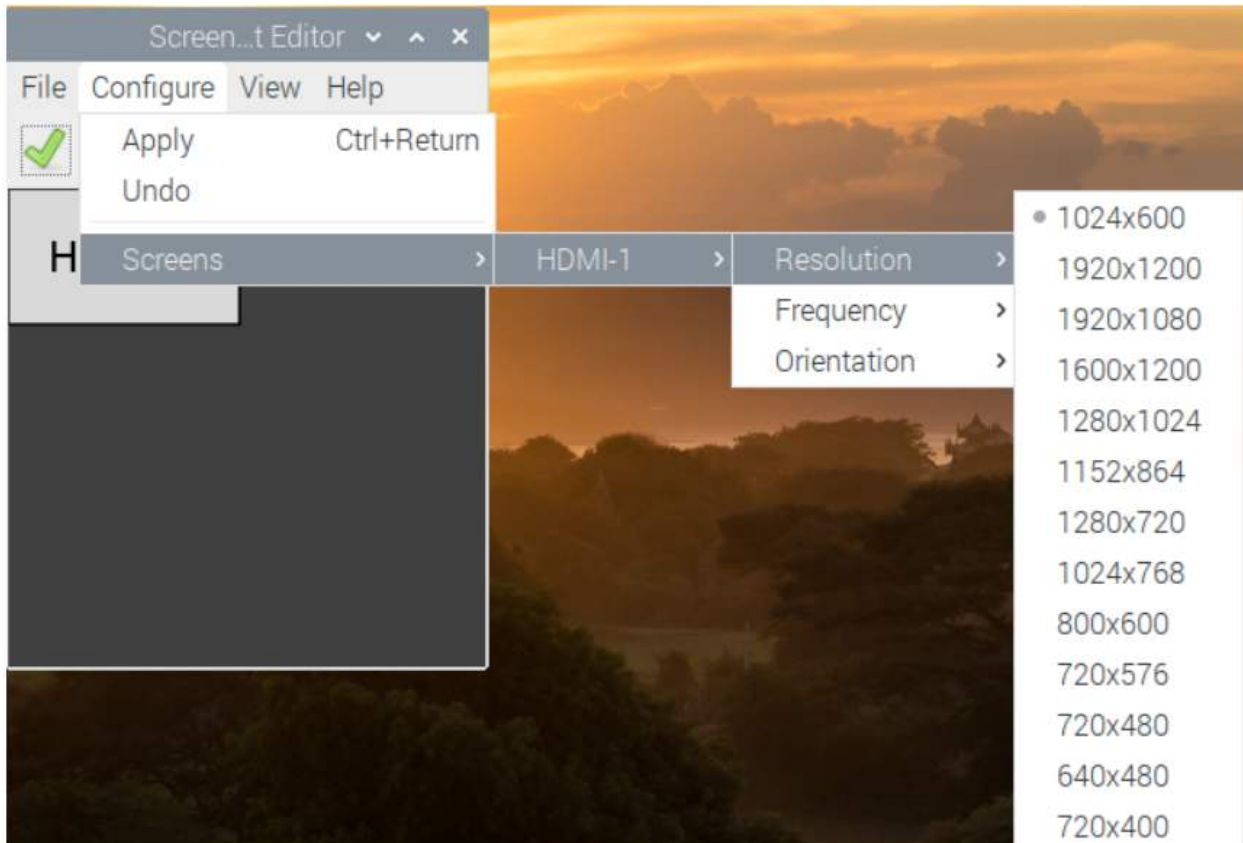 Screen...t Editor
File Configure View Help
Apply Ctrl+Return
Undo
H
Screens
HDMI-1
Resolution
Frequency
Orientation
1024x600
1920x1200
1920x1080
1600x1200
1280x1024
1152x864
1280x720
1024x768
800x600
720x576
720x480
640x480
720x400